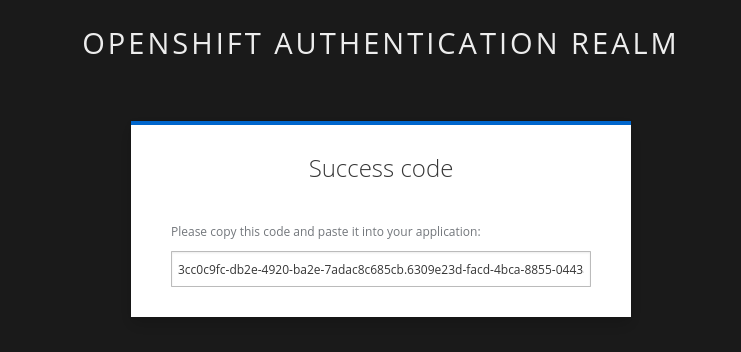 OPENSHIFT AUTHENTICATION REALM
Success code
Please copy this code and paste it into your application:
3cc0c9fc-db2e-4920-ba2e-7adac8c685cb.6309e23d-facd-4bca-8855-0443